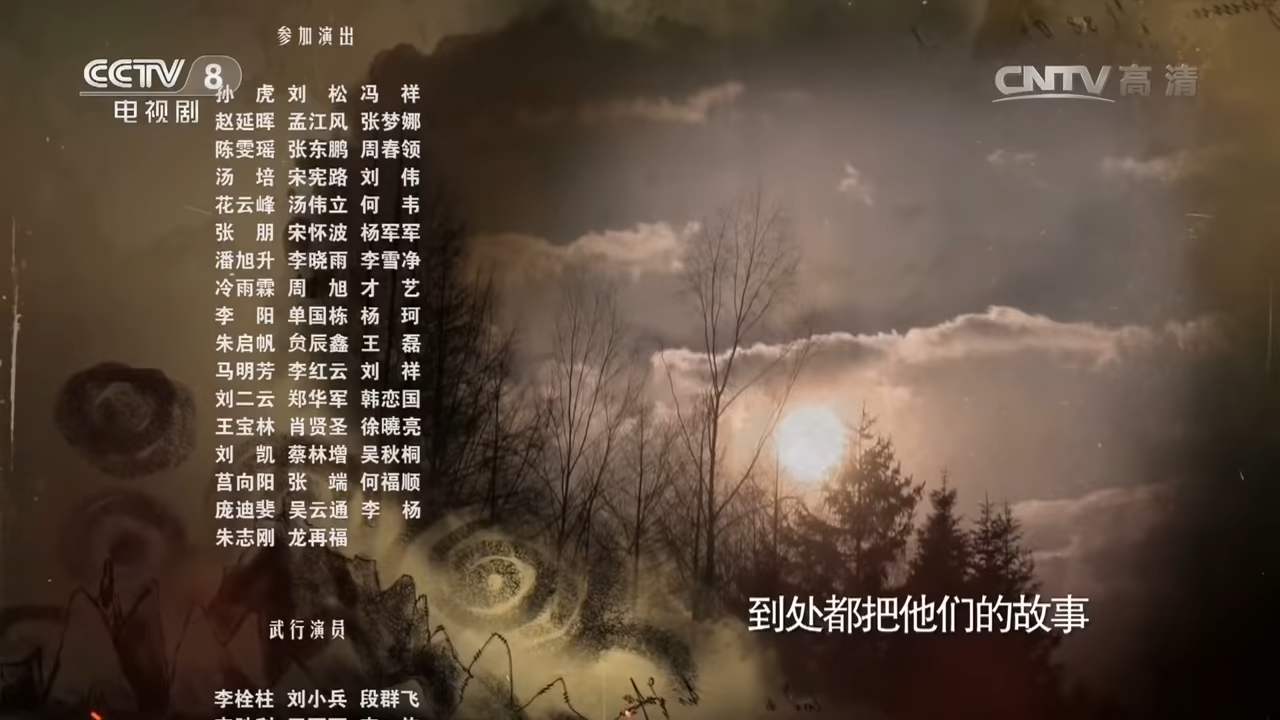 参加演出
CCTV 8
电视剧
CNTV 高清
孙虎 刘松 冯祥
赵延晖 孟江风 张梦娜
陈雯瑶 张东鹏 周春领
汤培 宋宪路 刘伟
花云峰 汤伟立 何韦
张朋 宋怀波 杨军军
潘旭升 李晓雨 李雪净
冷雨霖 周旭 才艺
李阳 单国栋 杨珂
朱启帆 贠辰鑫 王磊
马明芳 李红云 刘祥
刘二云 郑华军 韩恋国
王宝林 肖贤圣 徐曉亮
刘凯 蔡林增 吴秋桐
莒向阳 张端 何福顺
庞迪斐 吴云通 李杨
朱志刚 龙再福
到处都把他们的故事
武行演员
李栓柱 刘小兵 段群飞